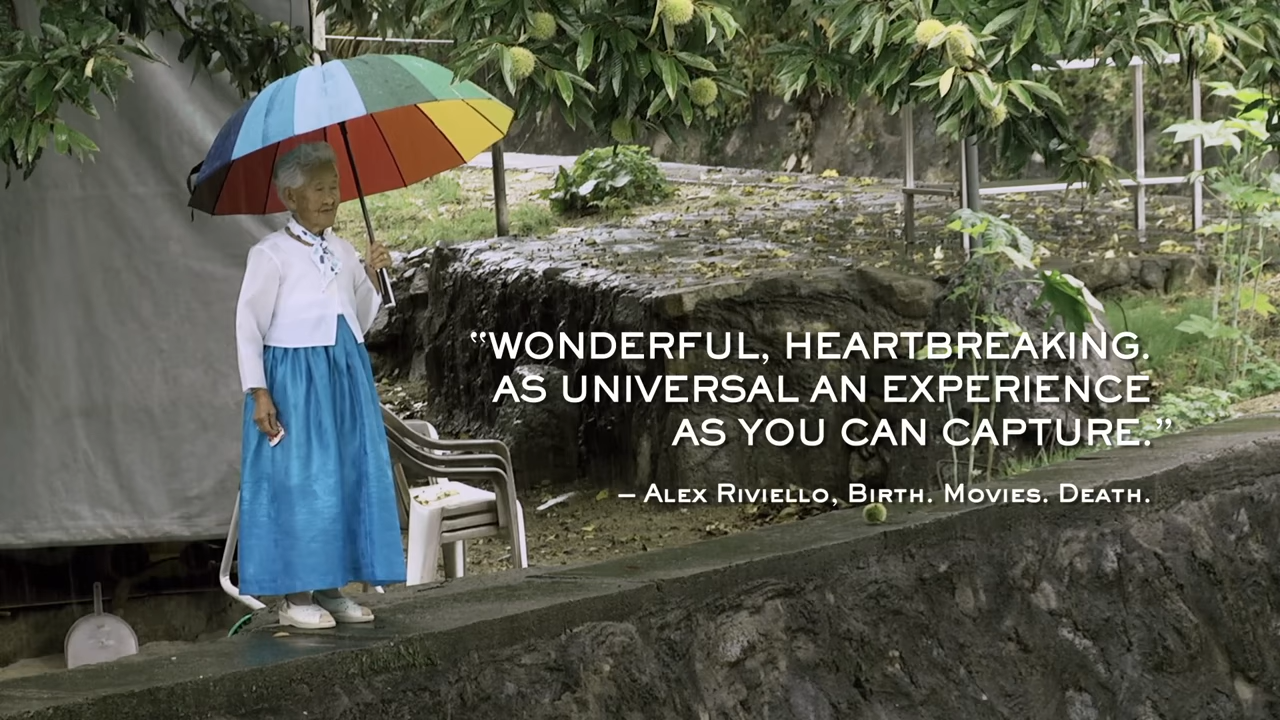 “WONDERFUL, HEARTBREAKING.
AS UNIVERSAL AN EXPERIENCE
AS YOU CAN CAPTURE.”
– ALEX RIVIELLO, BIRTH. MOVIES. DEATH.